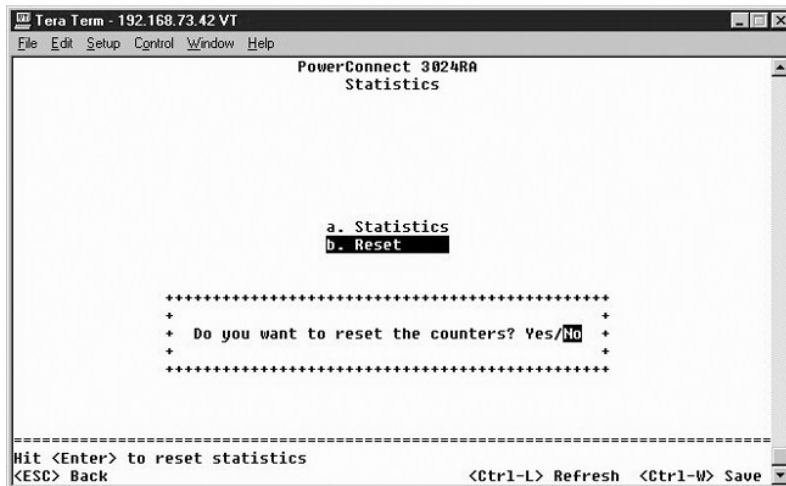 Tera Term - 192.168.73.42 VT
File Edit Setup Control Window Help
PowerConnect 3024RA
Statistics
a. Statistics
b. Reset
++++++++++++++++++++++++++++++++++++++++++++++++
+ +
+ Do you want to reset the counters? Yes/No +
+ +
++++++++++++++++++++++++++++++++++++++++++++++++
================================================================================
Hit <Enter> to reset statistics
<ESC> Back <Ctrl-L> Refresh <Ctrl-W> Save